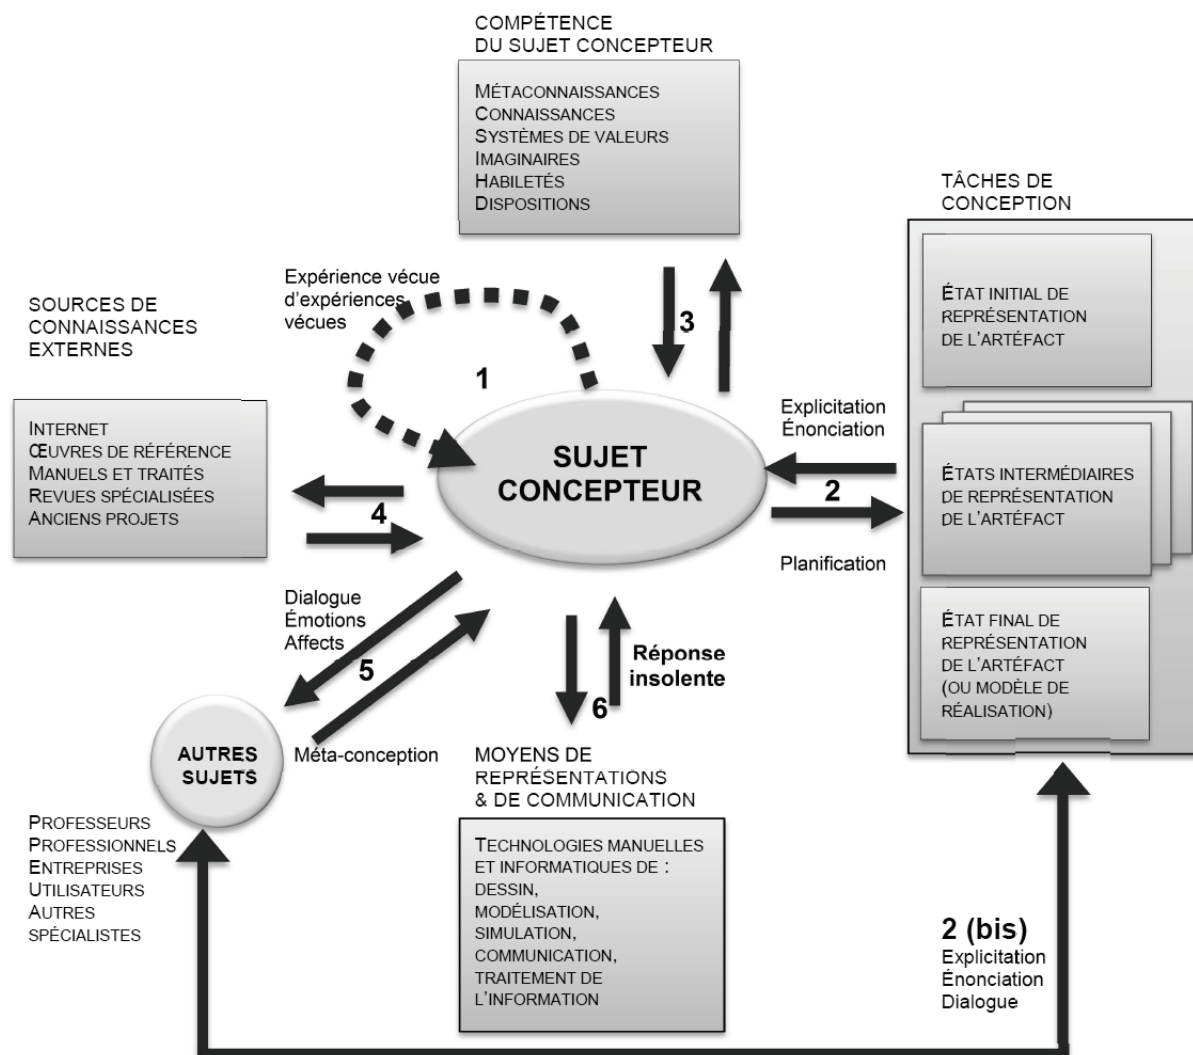 COMPÉTENCE
DU SUJET CONCEPTEUR
MÉTACONNAISSANCES
CONNAISSANCES
SYSTÈMES DE VALEURS
IMAGINAIRES
HABILETÉS
DISPOSITIONS
TÂCHES DE
CONCEPTION
ÉTAT INITIAL DE
REPRÉSENTATION
DE L'ARTÉFACT
ÉTATS INTERMÉDIAIRES
DE REPRÉSENTATION
DE L'ARTÉFACT
ÉTAT FINAL DE
REPRÉSENTATION
DE L'ARTÉFACT
(OU MODÈLE DE
RÉALISATION)
Expérience vécue
d'expériences
vécues
1
3
SOURCES DE
CONNAISSANCES
EXTERNES
INTERNET
ŒUVRES DE RÉFÉRENCE
MANUELS ET TRAITÉS
REVUES SPÉCIALISÉES
ANCIENS PROJETS
4
SUJET
CONCEPTEUR
Explicitation
Énonciation
2
Planification
Dialogue
Émotions
Affects
5
Méta-conception
Réponse
insolente
6
AUTRES
SUJETS
PROFESSEURS
PROFESSIONNELS
ENTREPRISES
UTILISATEURS
AUTRES
SPÉCIALISTES
MOYENS DE
REPRÉSENTATIONS
& DE COMMUNICATION
TECHNOLOGIES MANUELLES
ET INFORMATIQUES DE :
DESSIN,
MODÉLISATION,
SIMULATION,
COMMUNICATION,
TRAITEMENT DE
L'INFORMATION
2 (bis)
Explicitation
Énonciation
Dialogue